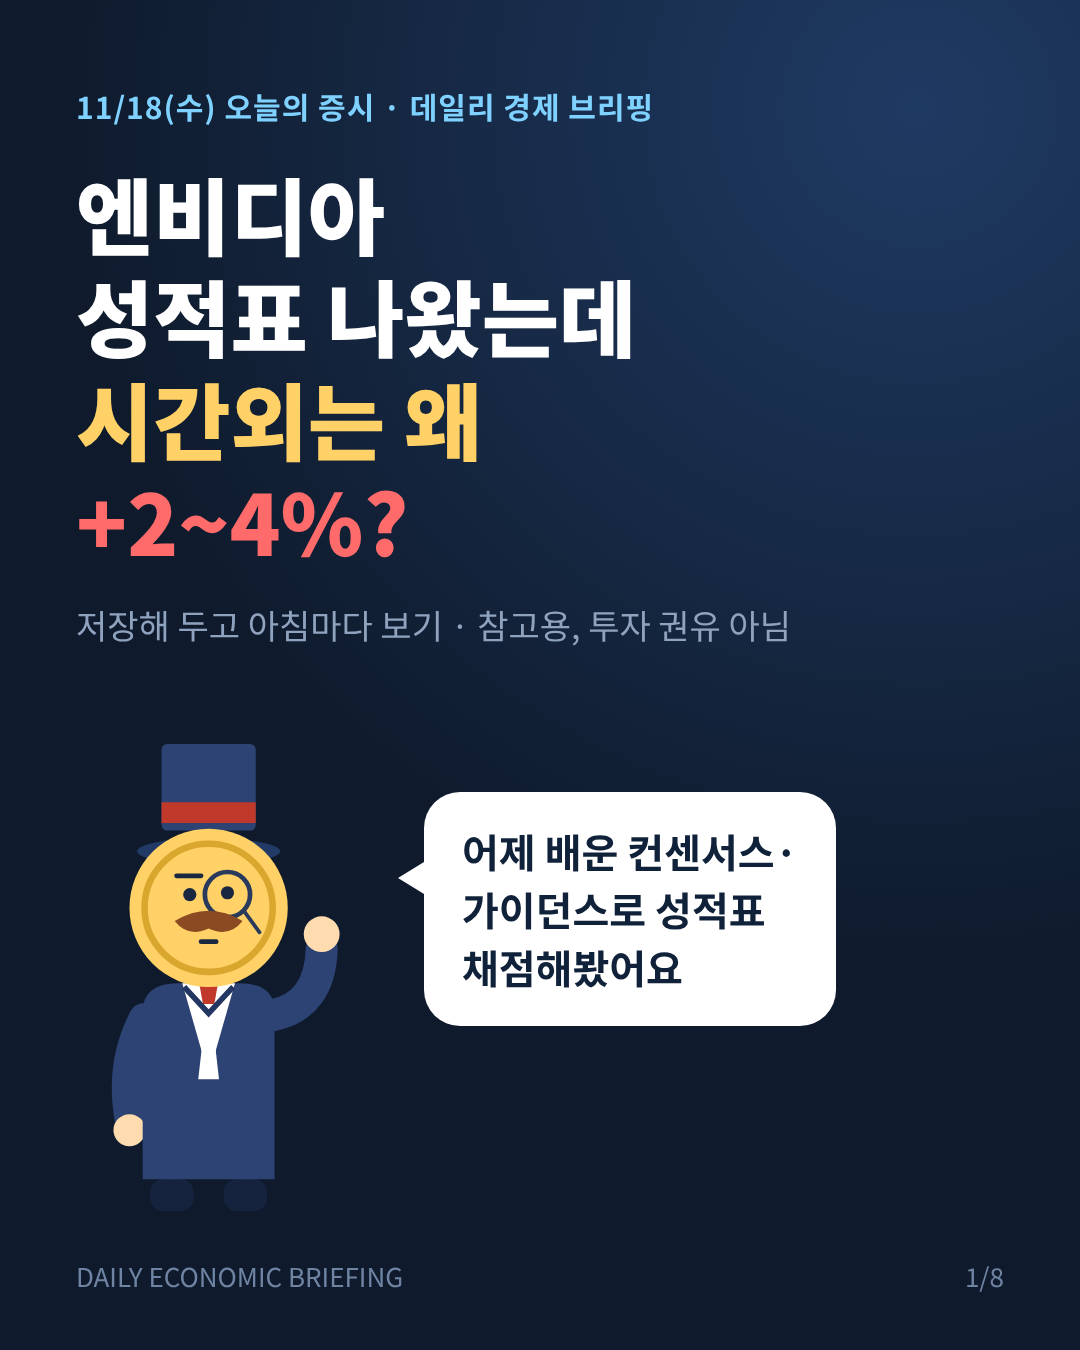 11/18(수) 오늘의 증시 · 데일리 경제 브리핑
엔비디아
성적표 나왔는데
시간외는 왜
+2~4%?
저장해 두고 아침마다 보기 · 참고용, 투자 권유 아님
어제 배운 컨센서스·
가이던스로 성적표
채점해봤어요
DAILY ECONOMIC BRIEFING
1/8